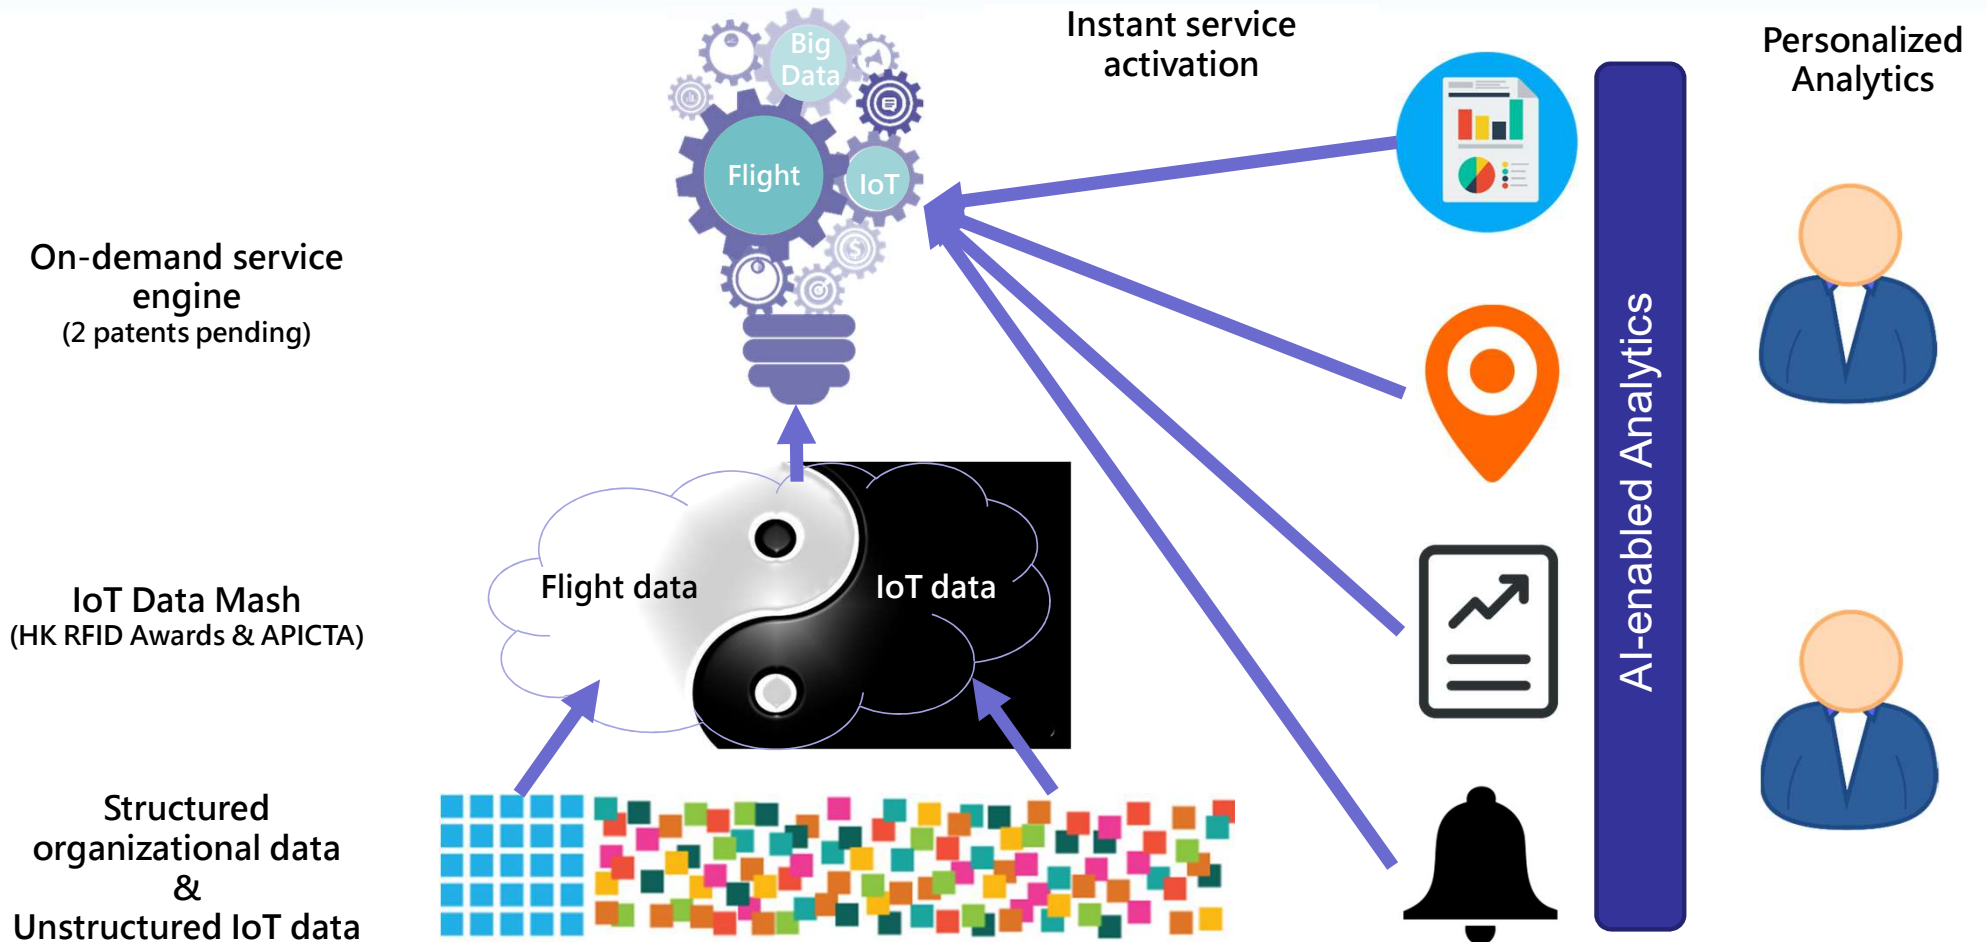 Instant service
activation
Personalized
Analytics
Big
Data
Flight
IoT
On-demand service
engine
(2 patents pending)
AI-enabled Analytics
Flight data
IoT data
IoT Data Mash
(HK RFID Awards & APICTA)
Structured
organizational data
&
Unstructured IoT data